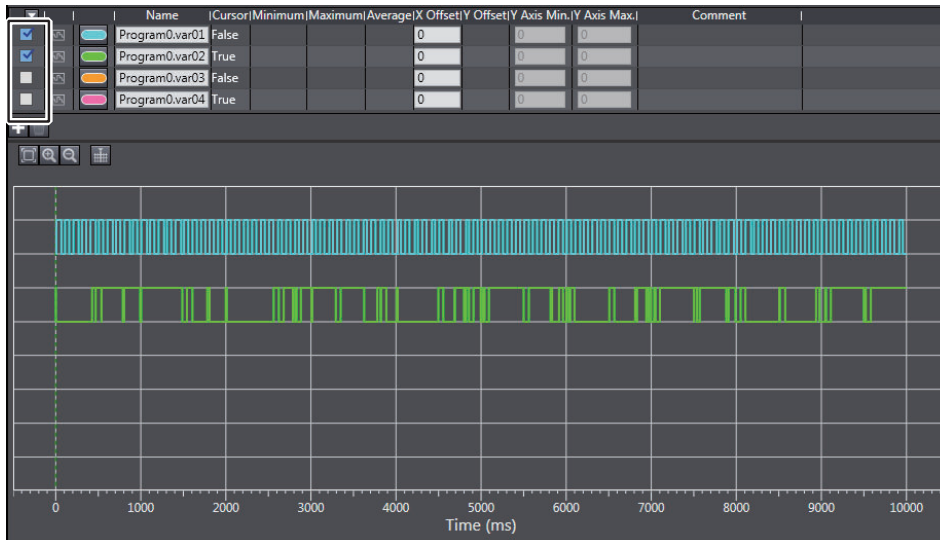 Name Cursor Minimum Maximum Average X Offset Y Offset Y Axis Min. Y Axis Max. Comment
Program0.var01 False 0 0 0
Program0.var02 True 0 0 0
Program0.var03 False 0 0 0
Program0.var04 True 0 0 0
0 1000 2000 3000 4000 5000 6000 7000 8000 9000 10000
Time (ms)